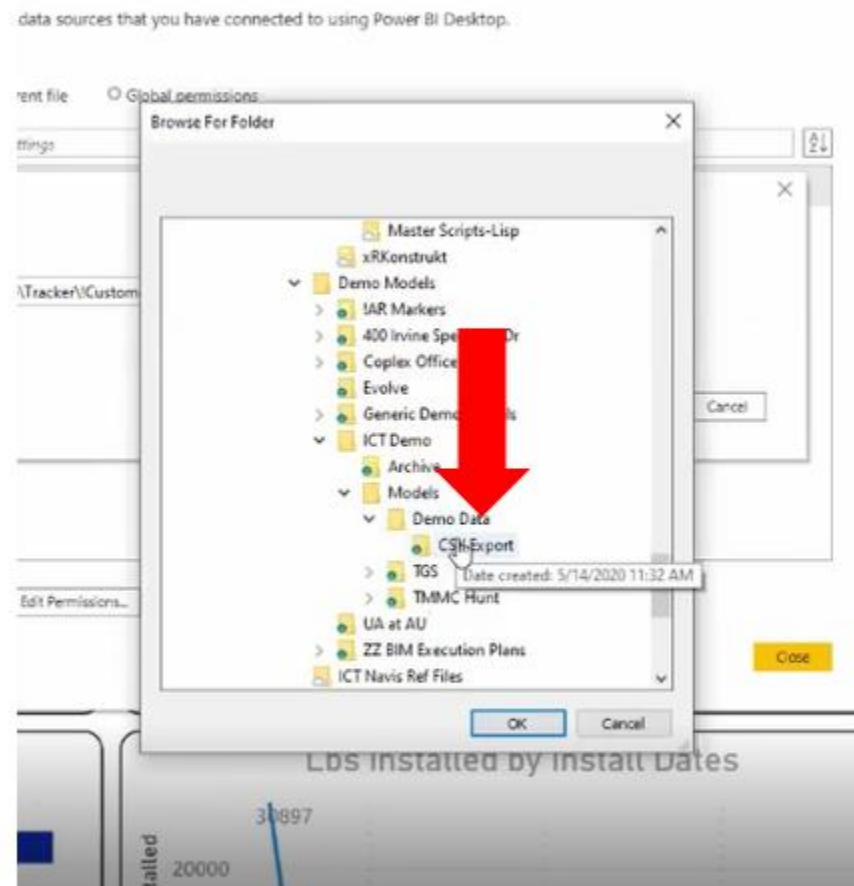 data sources that you have connected to using Power BI Desktop.
rent file Global permissions
Browse For Folder
ttings
Master Scripts-Lisp
xRKonstrukt
Demo Models
\Tracker\!Custom
!AR Markers
400 Irvine Spe Dr
Coplex Office
Evolve
Generic Demo ls
Cancel
ICT Demo
Archive
Models
Demo Data
CSV Export
TGS
Date created: 5/14/2020 11:32 AM
Edit Permissions...
TMMC Hunt
UA at AU
ZZ BIM Execution Plans
Close
ICT Navis Ref Files
OK Cancel
Lbs Installed by Install Dates
30897
talled
20000